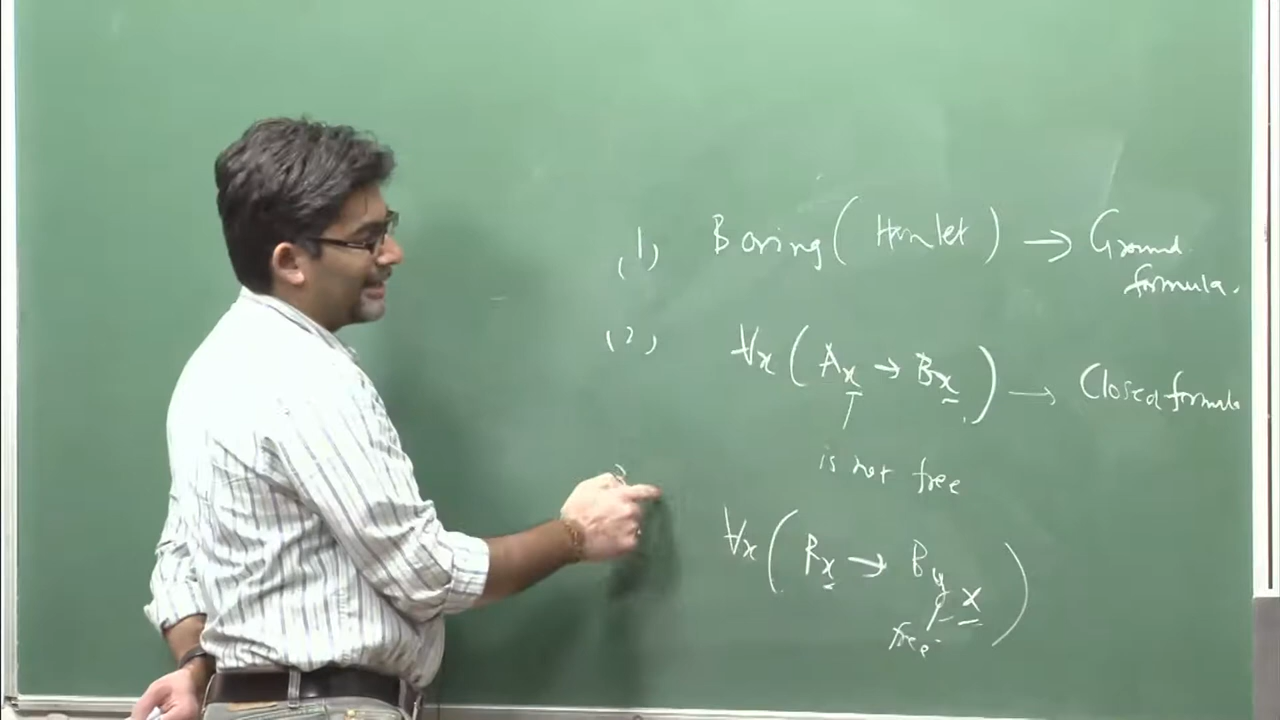 (1) Boring (Hamlet) → Ground
formula.
(2) ∀x (Ax → Bx) → Closed formula
is not free
∀x (Rx → By x)
free